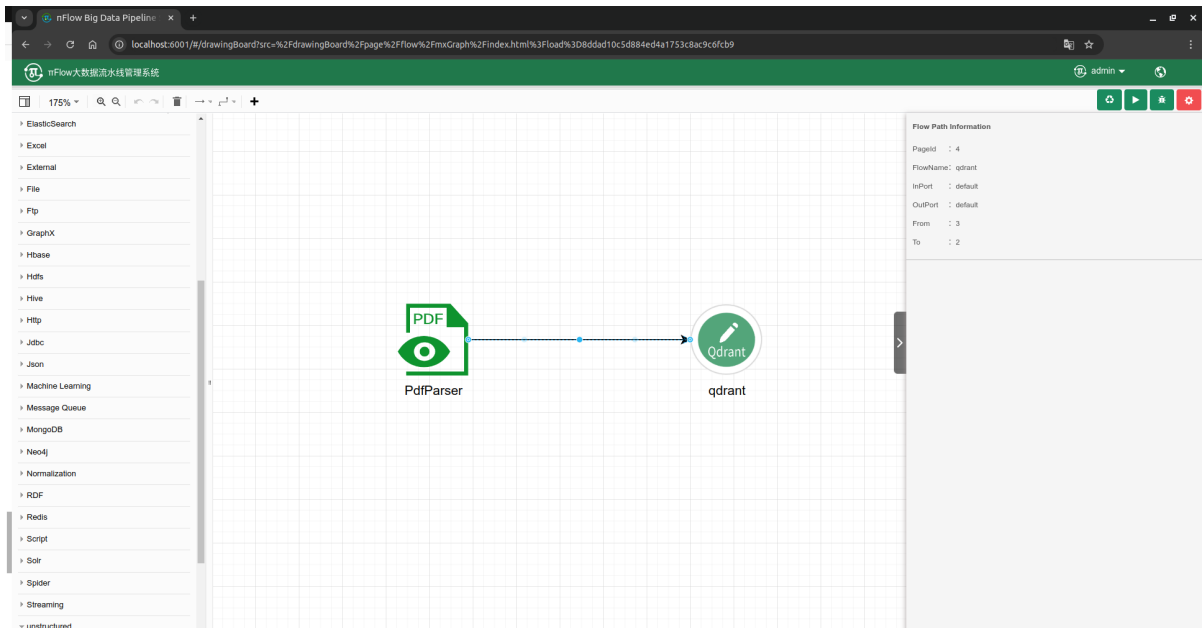 πFlow Big Data Pipeline
localhost:6001/#/drawingBoard?src=%2FdrawingBoard%2Fpage%2Fflow%2FmxGraph%2Findex.html%3Fload%3D8ddad10c5d884ed4a1753c8ac9c6fcb9
πFlow大数据流水线管理系统
admin
175%
ElasticSearch
Excel
External
File
Ftp
GraphX
Hbase
Hdfs
Hive
Http
Jdbc
Json
Machine Learning
Message Queue
MongoDB
Neo4j
Normalization
RDF
Redis
Script
Solr
Spider
Streaming
unstructured
PDF
PdfParser
Qdrant
qdrant
Flow Path Information
PageId : 4
FlowName: qdrant
InPort : default
OutPort : default
From : 3
To : 2